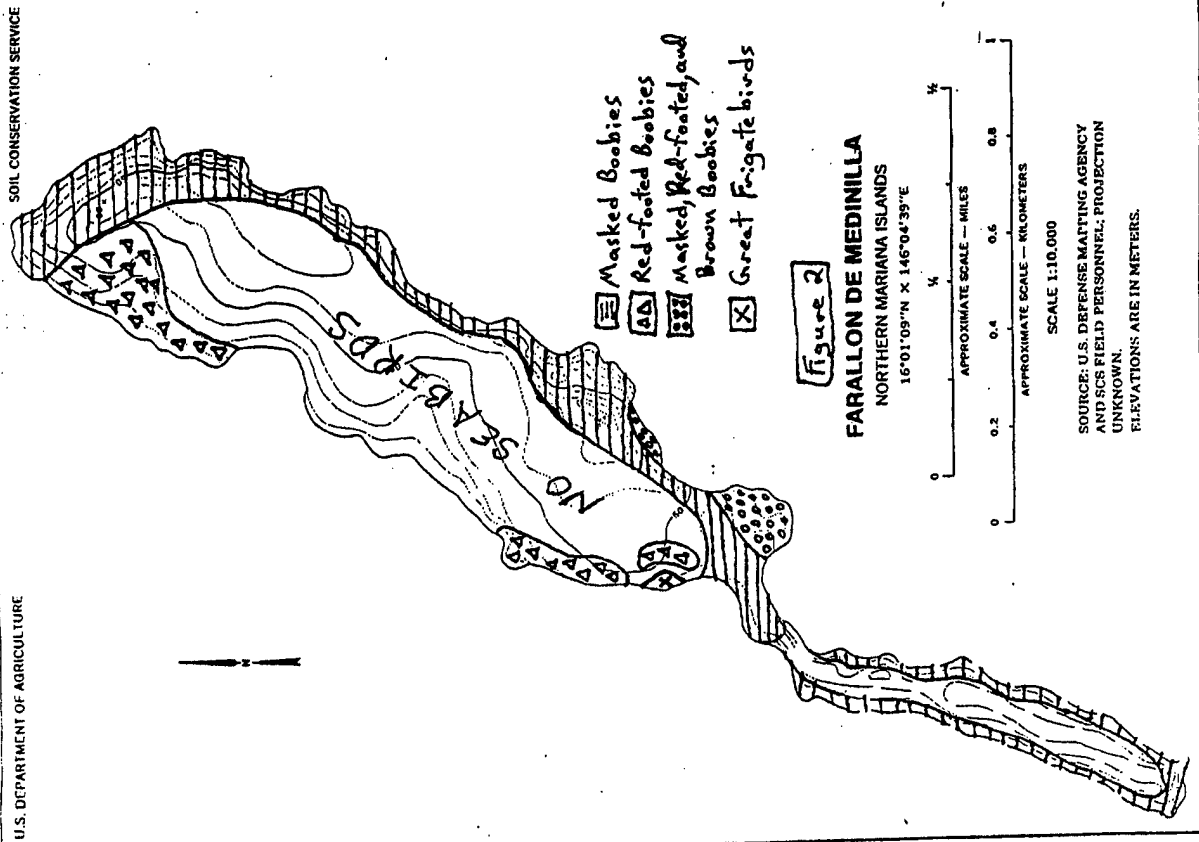 U.S. DEPARTMENT OF AGRICULTURE
SOIL CONSERVATION SERVICE
NO SEA BIRDS
60
N
Masked Boobies
Red-footed Boobies
Masked, Red-footed, and
Brown Boobies
X Great Frigatebirds
Figure 2
FARALLON DE MEDINILLA
NORTHERN MARIANA ISLANDS
16°01'09"N X 146°04'39"E
0 ¼ ½
APPROXIMATE SCALE — MILES
0 0.2 0.4 0.6 0.8 1
APPROXIMATE SCALE — KILOMETERS
SCALE 1:10,000
SOURCE: U.S. DEFENSE MAPPING AGENCY
AND SCS FIELD PERSONNEL; PROJECTION
UNKNOWN.
ELEVATIONS ARE IN METERS.